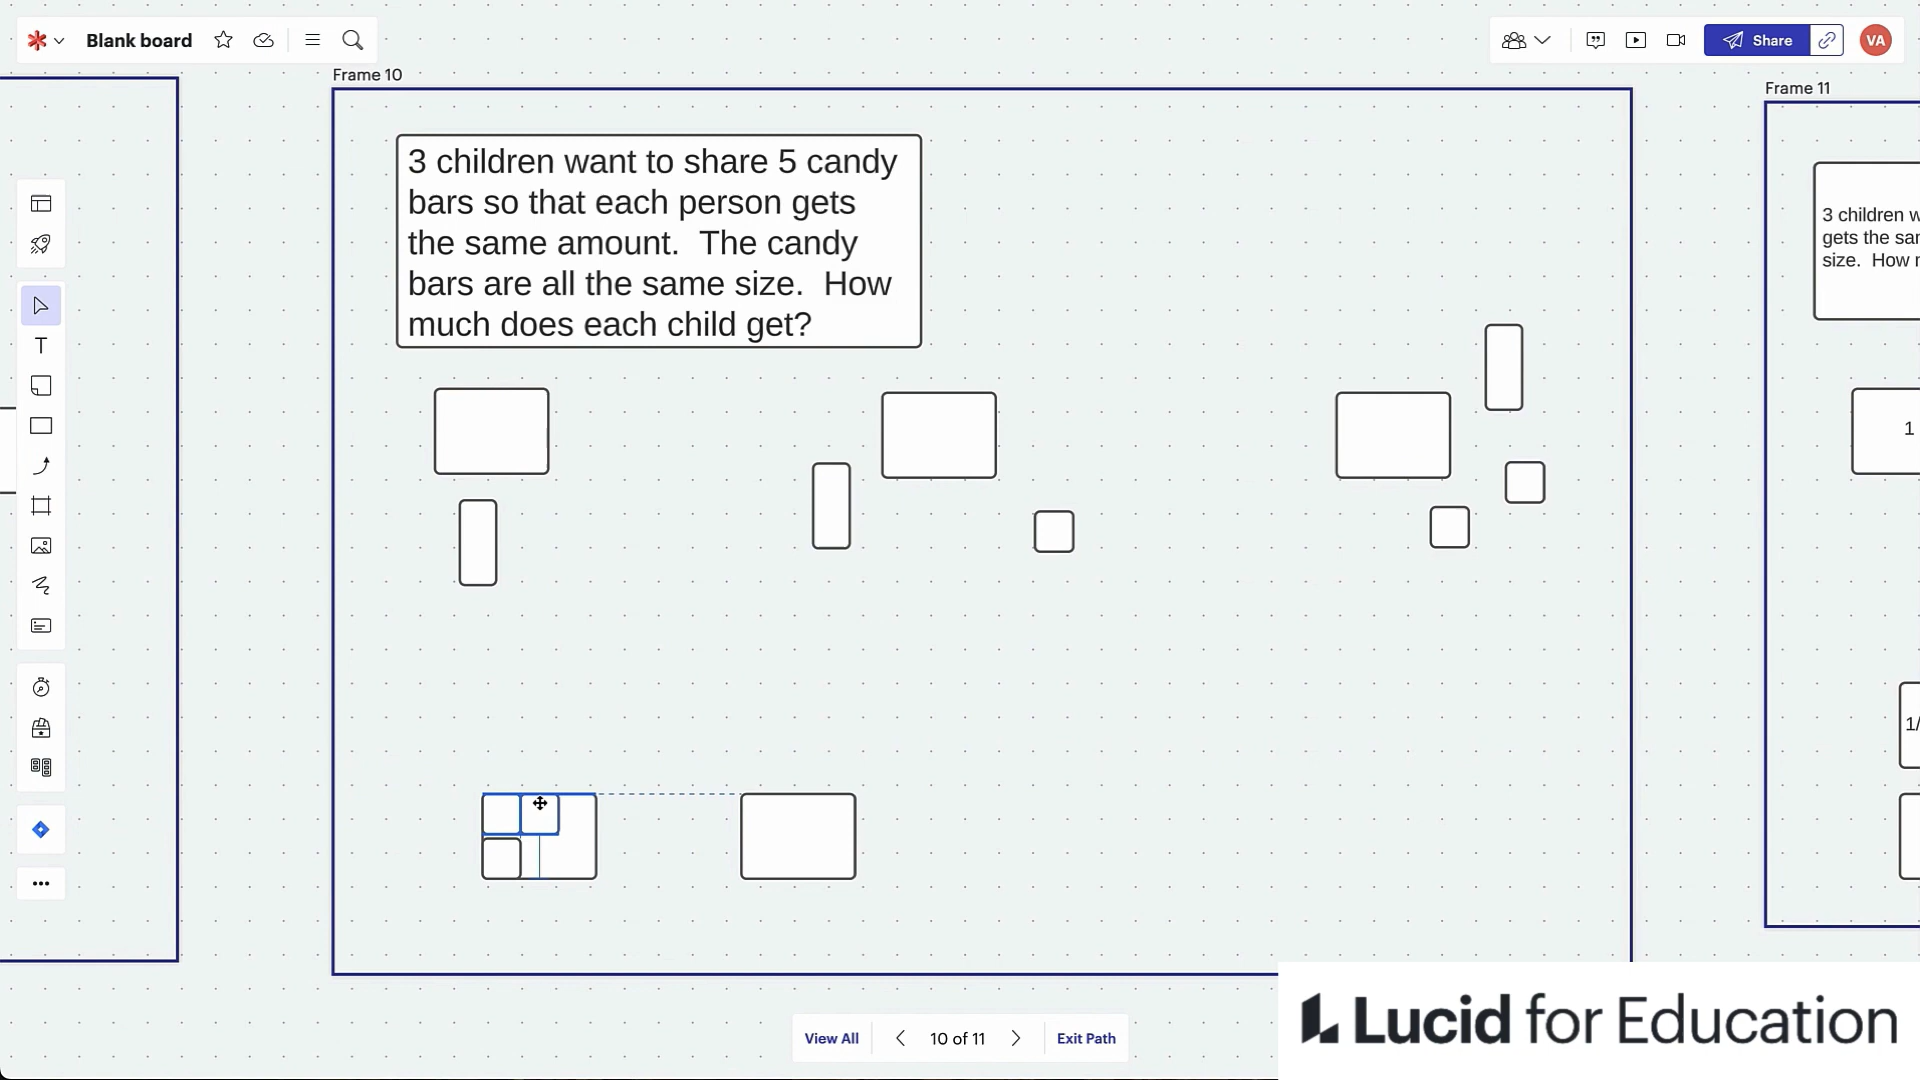 Blank board
Share
VA
Frame 10
Frame 11
3 children want to share 5 candy
bars so that each person gets
the same amount.  The candy
bars are all the same size.  How
much does each child get?
3 children w
gets the sar
size.  How r
1
T
1/
View All
10 of 11
Exit Path
Lucid for Education